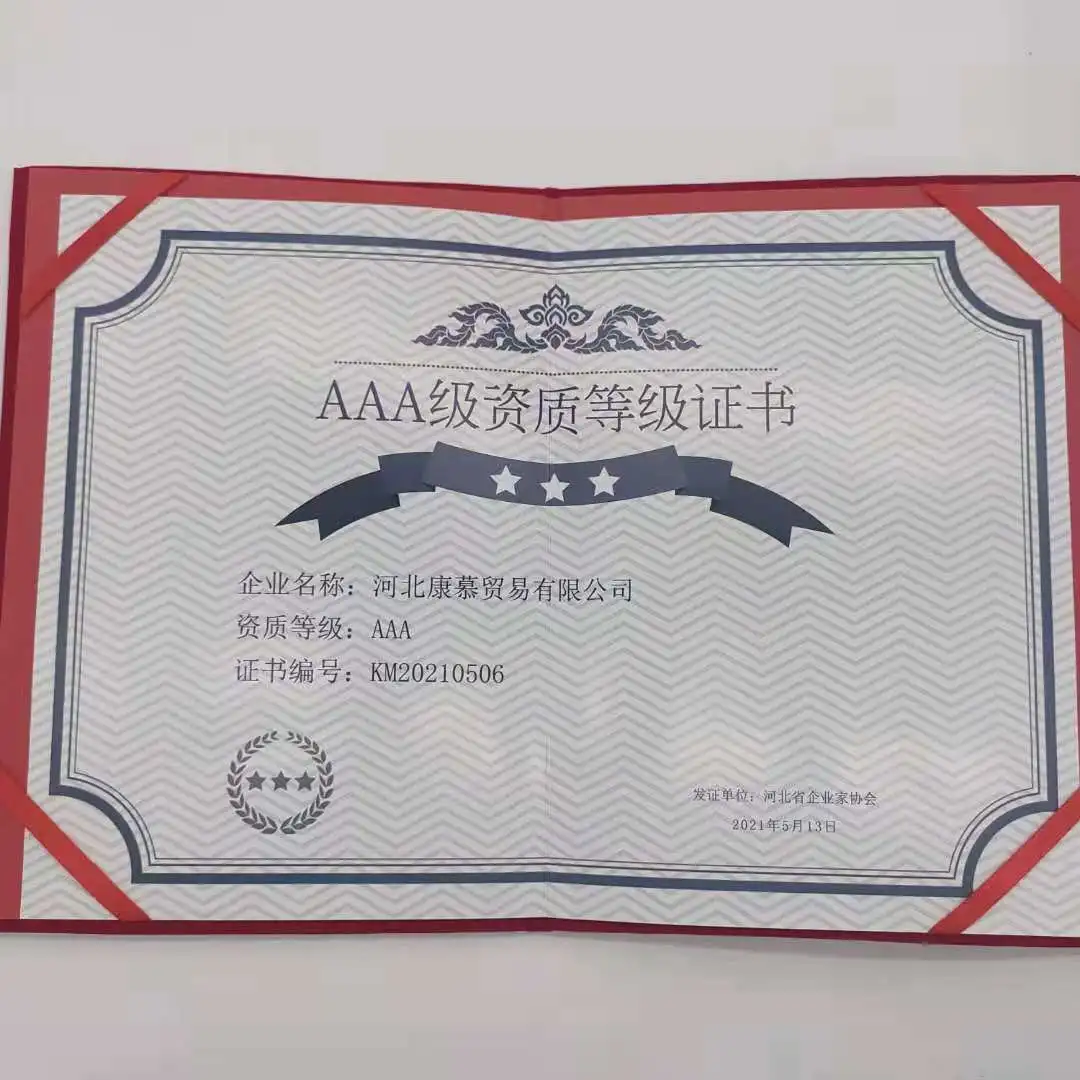 AAA级资质等级证书
企业名称：河北康慕贸易有限公司
资质等级：AAA
证书编号：KM20210506
发证单位：河北省企业家协会
2021年5月13日